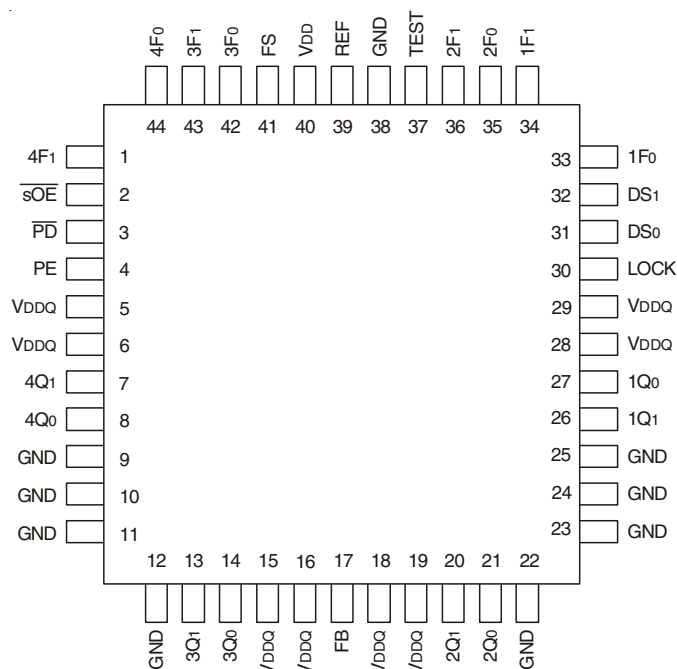 4F0 3F1 3F0 FS VDD REF GND TEST 2F1 2F0 1F1
44 43 42 41 40 39 38 37 36 35 34
4F1 1 33 1F0
s̅O̅E̅ 2 32 DS1
P̅D̅ 3 31 DS0
PE 4 30 LOCK
VDDQ 5 29 VDDQ
VDDQ 6 28 VDDQ
4Q1 7 27 1Q0
4Q0 8 26 1Q1
GND 9 25 GND
GND 10 24 GND
GND 11 23 GND
12 13 14 15 16 17 18 19 20 21 22
GND 3Q1 3Q0 VDDQ VDDQ FB VDDQ VDDQ 2Q1 2Q0 GND